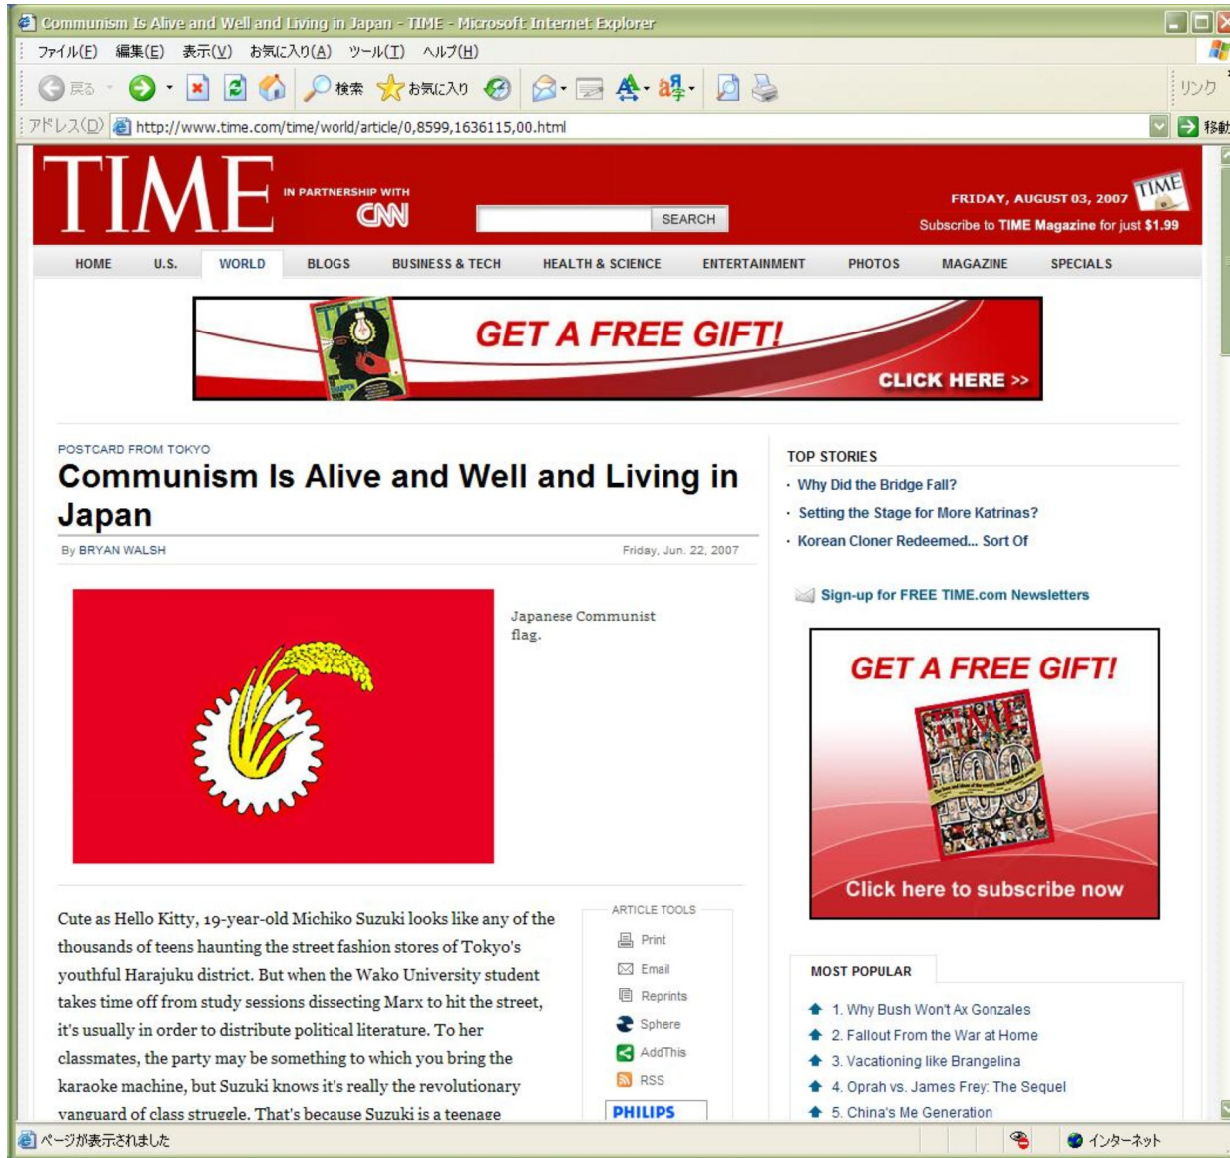 Communism Is Alive and Well and Living in Japan - TIME - Microsoft Internet Explorer
ファイル(F) 編集(E) 表示(V) お気に入り(A) ツール(T) ヘルプ(H)
戻る 検索 お気に入り リンク
アドレス(D) http://www.time.com/time/world/article/0,8599,1636115,00.html 移動
TIME
IN PARTNERSHIP WITH
CNN
SEARCH
FRIDAY, AUGUST 03, 2007
TIME
Subscribe to TIME Magazine for just $1.99
HOME U.S. WORLD BLOGS BUSINESS & TECH HEALTH & SCIENCE ENTERTAINMENT PHOTOS MAGAZINE SPECIALS
GET A FREE GIFT!
CLICK HERE >>
POSTCARD FROM TOKYO
Communism Is Alive and Well and Living in
Japan
By BRYAN WALSH Friday, Jun. 22, 2007
Japanese Communist
flag.
Cute as Hello Kitty, 19-year-old Michiko Suzuki looks like any of the
thousands of teens haunting the street fashion stores of Tokyo's
youthful Harajuku district. But when the Wako University student
takes time off from study sessions dissecting Marx to hit the street,
it's usually in order to distribute political literature. To her
classmates, the party may be something to which you bring the
karaoke machine, but Suzuki knows it's really the revolutionary
vanguard of class struggle. That's because Suzuki is a teenage
ARTICLE TOOLS
Print
Email
Reprints
Sphere
AddThis
RSS
PHILIPS
TOP STORIES
· Why Did the Bridge Fall?
· Setting the Stage for More Katrinas?
· Korean Cloner Redeemed... Sort Of
Sign-up for FREE TIME.com Newsletters
GET A FREE GIFT!
TIME
100
Click here to subscribe now
MOST POPULAR
1. Why Bush Won't Ax Gonzales
2. Fallout From the War at Home
3. Vacationing like Brangelina
4. Oprah vs. James Frey: The Sequel
5. China's Me Generation
ページが表示されました インターネット